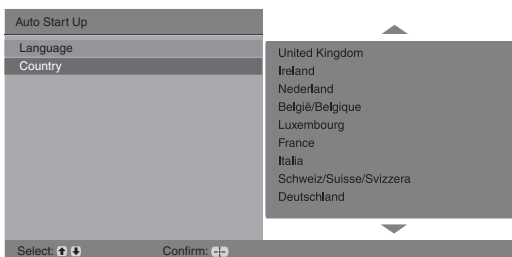 Auto Start Up
Language
Country
United Kingdom
Ireland
Nederland
België/Belgique
Luxembourg
France
Italia
Schweiz/Suisse/Svizzera
Deutschland
Select: Confirm: